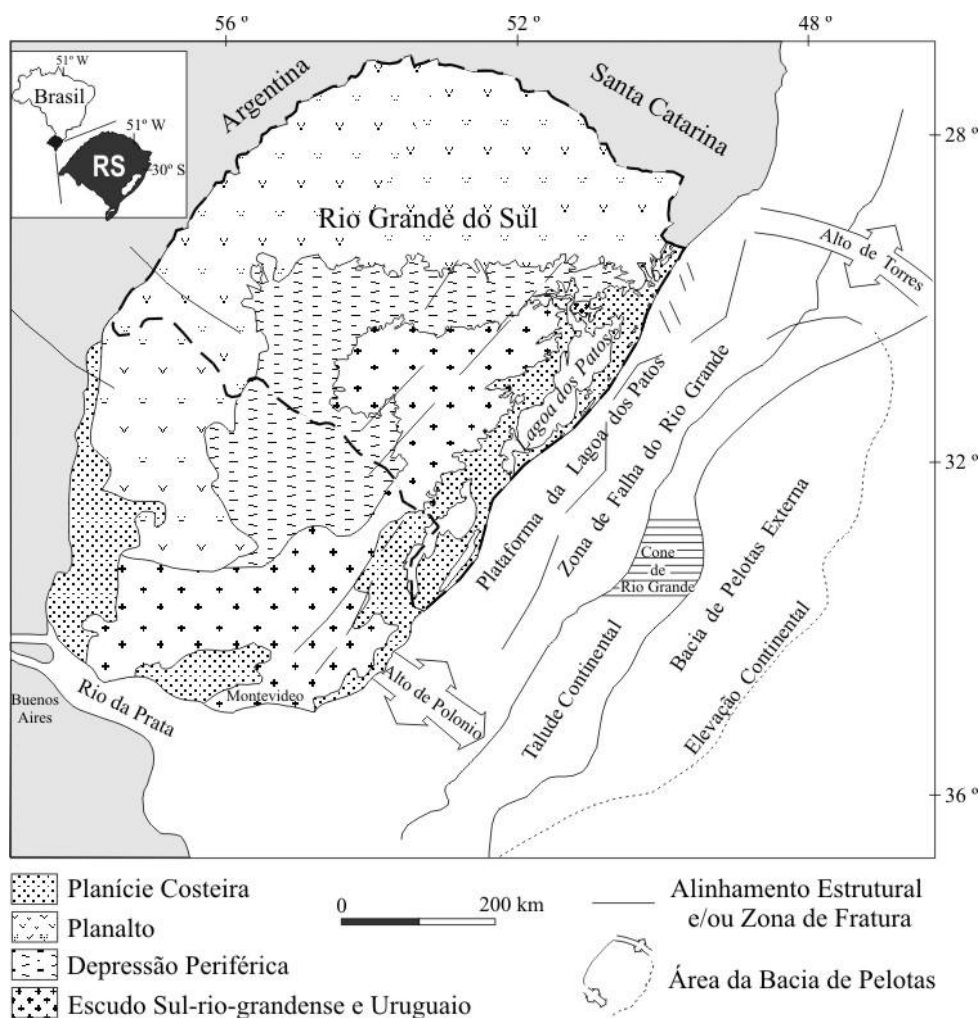 56 º
52 º
48 º
51º W
Brasil
51º W
RS
30º S
Argentina
Santa Catarina
28º
Rio Grande do Sul
Alto de Torres
Lagoa dos Patos
Plataforma da Lagoa dos Patos
Zona de Falha do Rio Grande
32º
Cone
de
Rio Grande
Bacia de Pelotas Externa
Talude Continental
Elevação Continental
Alto de Polonio
Montevideo
Buenos
Aires
Rio da Prata
36º
Planície Costeira
Planalto
Depressão Periférica
Escudo Sul-rio-grandense e Uruguaio
0
200 km
Alinhamento Estrutural
e/ou Zona de Fratura
Área da Bacia de Pelotas